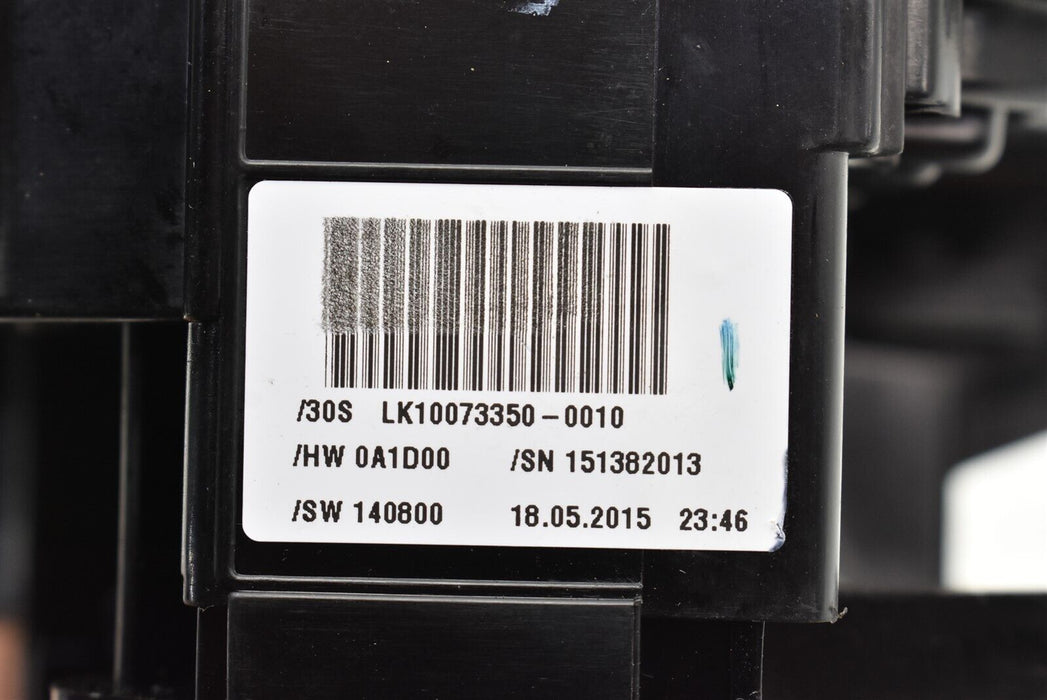 /30S LK10073350-0010
/HW 0A1D00 /SN 151382013
/SW 140800 18.05.2015 23:46